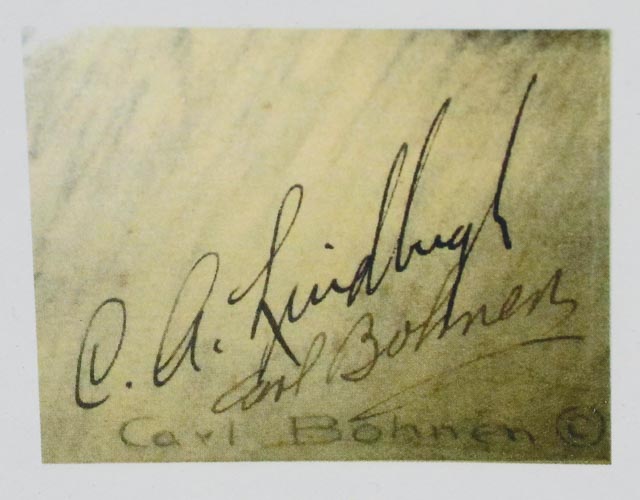 C. A. Lindbergh
Carl Bohnen
Carl Bohnen ©